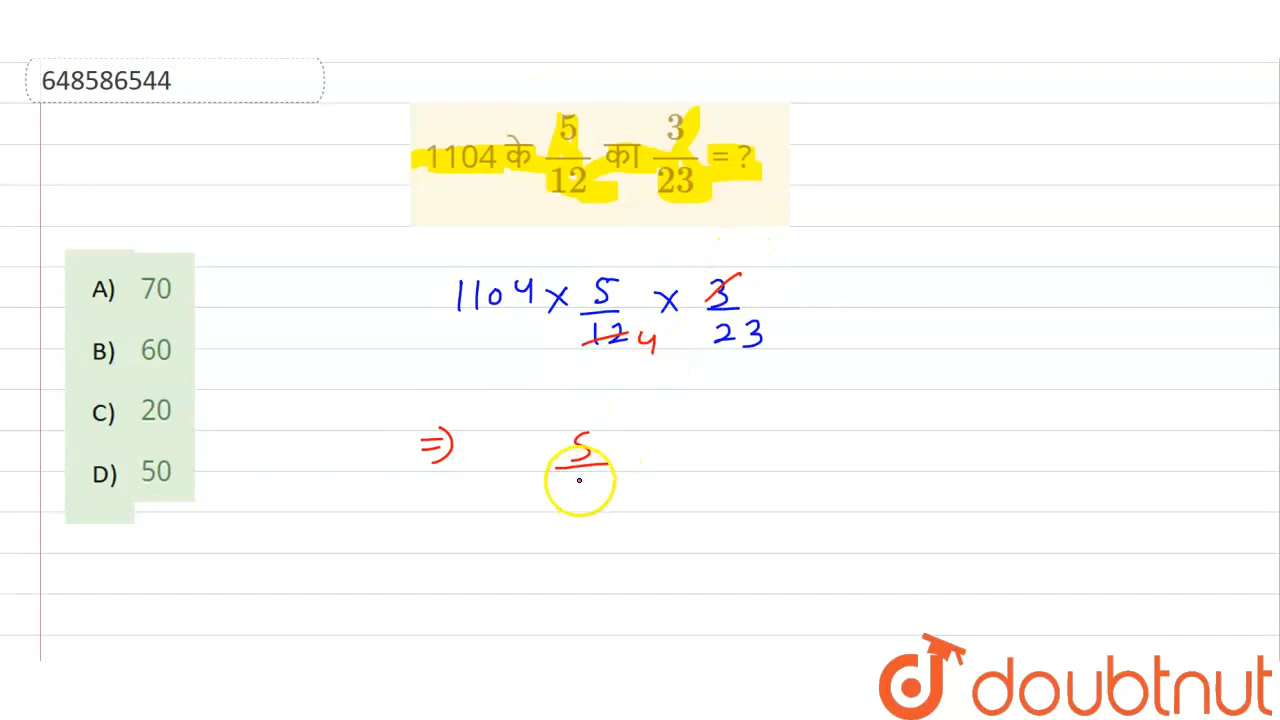 648586544
1104 के 5/12 का 3/23 = ?
A) 70
B) 60
C) 20
D) 50
1104 x 5/12 4 x 3/23
=) 5
doubtnut